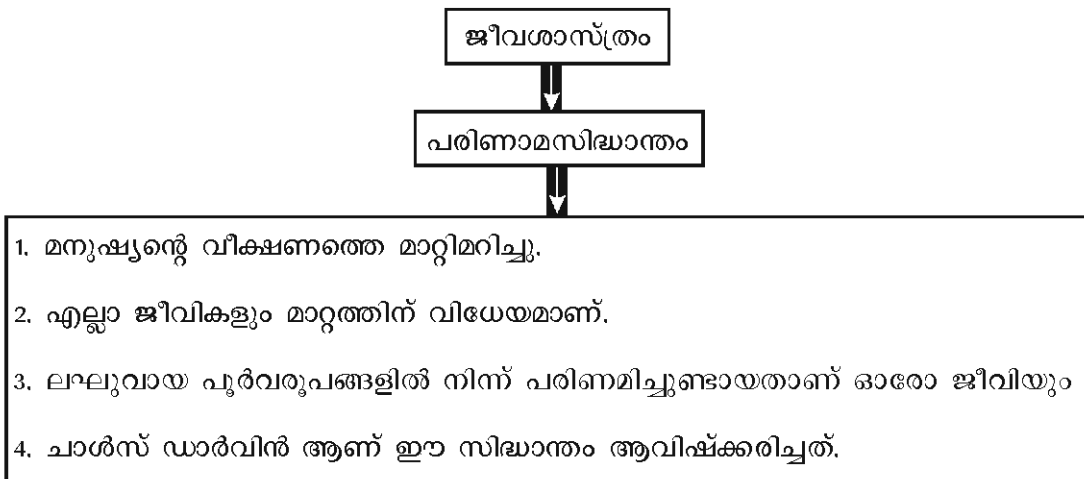 ജീവശാസ്ത്രം
പരിണാമസിദ്ധാന്തം
1. മനുഷ്യന്റെ വീക്ഷണത്തെ മാറ്റിമറിച്ചു.
2. എല്ലാ ജീവികളും മാറ്റത്തിന് വിധേയമാണ്.
3. ലഘുവായ പൂർവരൂപങ്ങളിൽ നിന്ന് പരിണമിച്ചുണ്ടായതാണ് ഓരോ ജീവിയും
4. ചാൾസ് ഡാർവിൻ ആണ് ഈ സിദ്ധാന്തം ആവിഷ്ക്കരിച്ചത്.